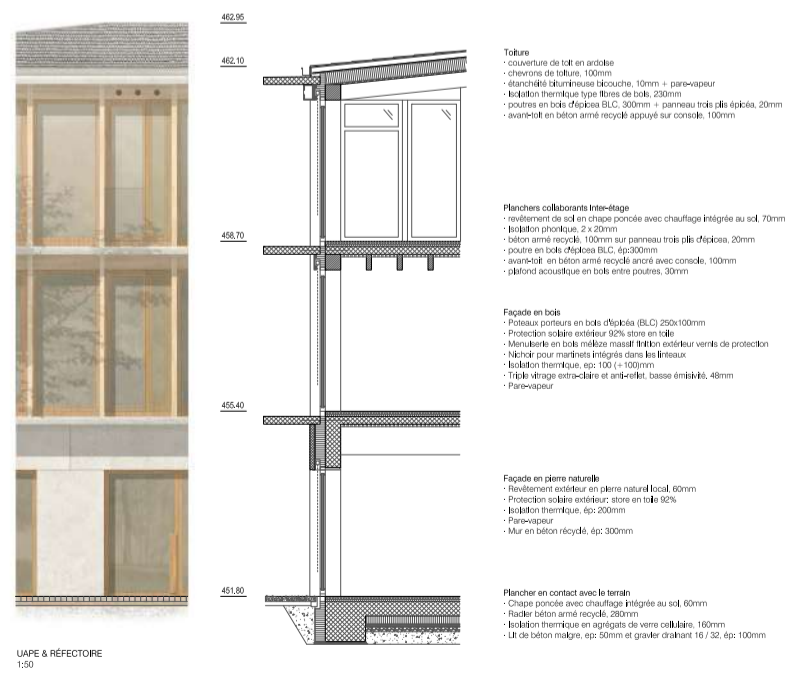 462.95
462.10
458.70
455.40
451.80
Toiture
· couverture de toit en ardoise
· chevrons de toiture, 100mm
· étanchéité bitumineuse bicouche, 10mm + pare-vapeur
· Isolation thermique type fibres de bois, 230mm
· poutres en bois d'épicea BLC, 300mm + panneau trois plis épicéa, 20mm
· avant-toit en béton armé recyclé appuyé sur console, 100mm
Planchers collaborants Inter-étage
· revêtement de sol en chape poncée avec chauffage intégrée au sol, 70mm
· Isolation phonique, 2 x 20mm
· béton armé recyclé, 100mm sur panneau trois plis d'épicea, 20mm
· poutre en bois d'épicea BLC, ép:300mm
· avant-toit en béton armé recyclé ancré avec console, 100mm
· plafond acoustique en bois entre poutres, 30mm
Façade en bois
· Poteaux porteurs en bois d'épicéa (BLC) 250x100mm
· Protection solaire extérieur 92% store en toile
· Menuiserie en bois mélèze massif finition extérieur vernis de protection
· Nichoir pour martinets intégrés dans les linteaux
· Isolation thermique, ep: 100 (+100)mm
· Triple vitrage extra-claire et anti-reflet, basse émisivité, 48mm
· Pare-vapeur
Façade en pierre naturelle
· Revêtement extérieur en pierre naturel local, 60mm
· Protection solaire extérieur: store en toile 92%
· Isolation thermique, ép: 200mm
· Pare-vapeur
· Mur en béton récyclé, ép: 300mm
Plancher en contact avec le terrain
· Chape poncée avec chauffage intégrée au sol, 60mm
· Radier béton armé recyclé, 280mm
· Isolation thermique en agrégats de verre cellulaire, 160mm
· Lit de béton maigre, ep: 50mm et gravier drainant 16 / 32, ép: 100mm
UAPE & RÉFECTOIRE
1:50